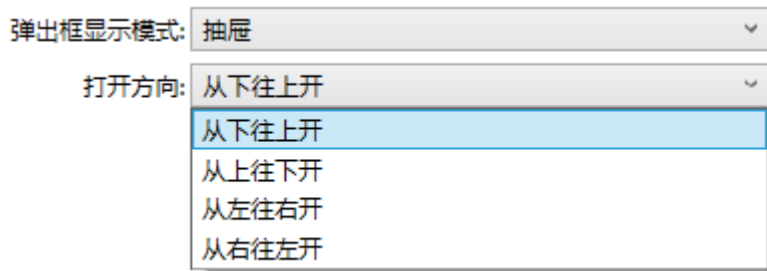 弹出框显示模式: 抽屉
打开方向: 从下往上开
从下往上开
从上往下开
从左往右开
从右往左开